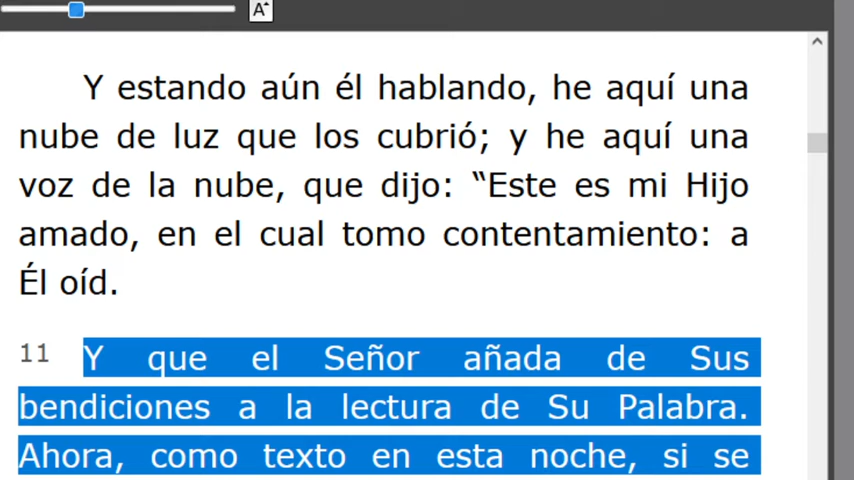 A
Y estando aún él hablando, he aquí una
nube de luz que los cubrió; y he aquí una
voz de la nube, que dijo: “Este es mi Hijo
amado, en el cual tomo contentamiento: a
Él oíd.
11 Y que el Señor añada de Sus
bendiciones a la lectura de Su Palabra.
Ahora, como texto en esta noche, si se